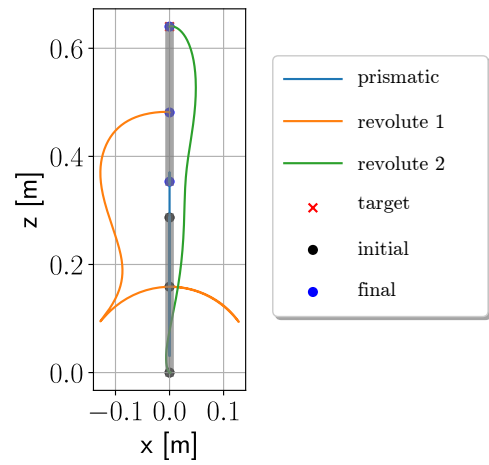 0.6
0.4
0.2
0.0
z [m]
−0.1 0.0 0.1
x [m]
prismatic
revolute 1
revolute 2
target
initial
final